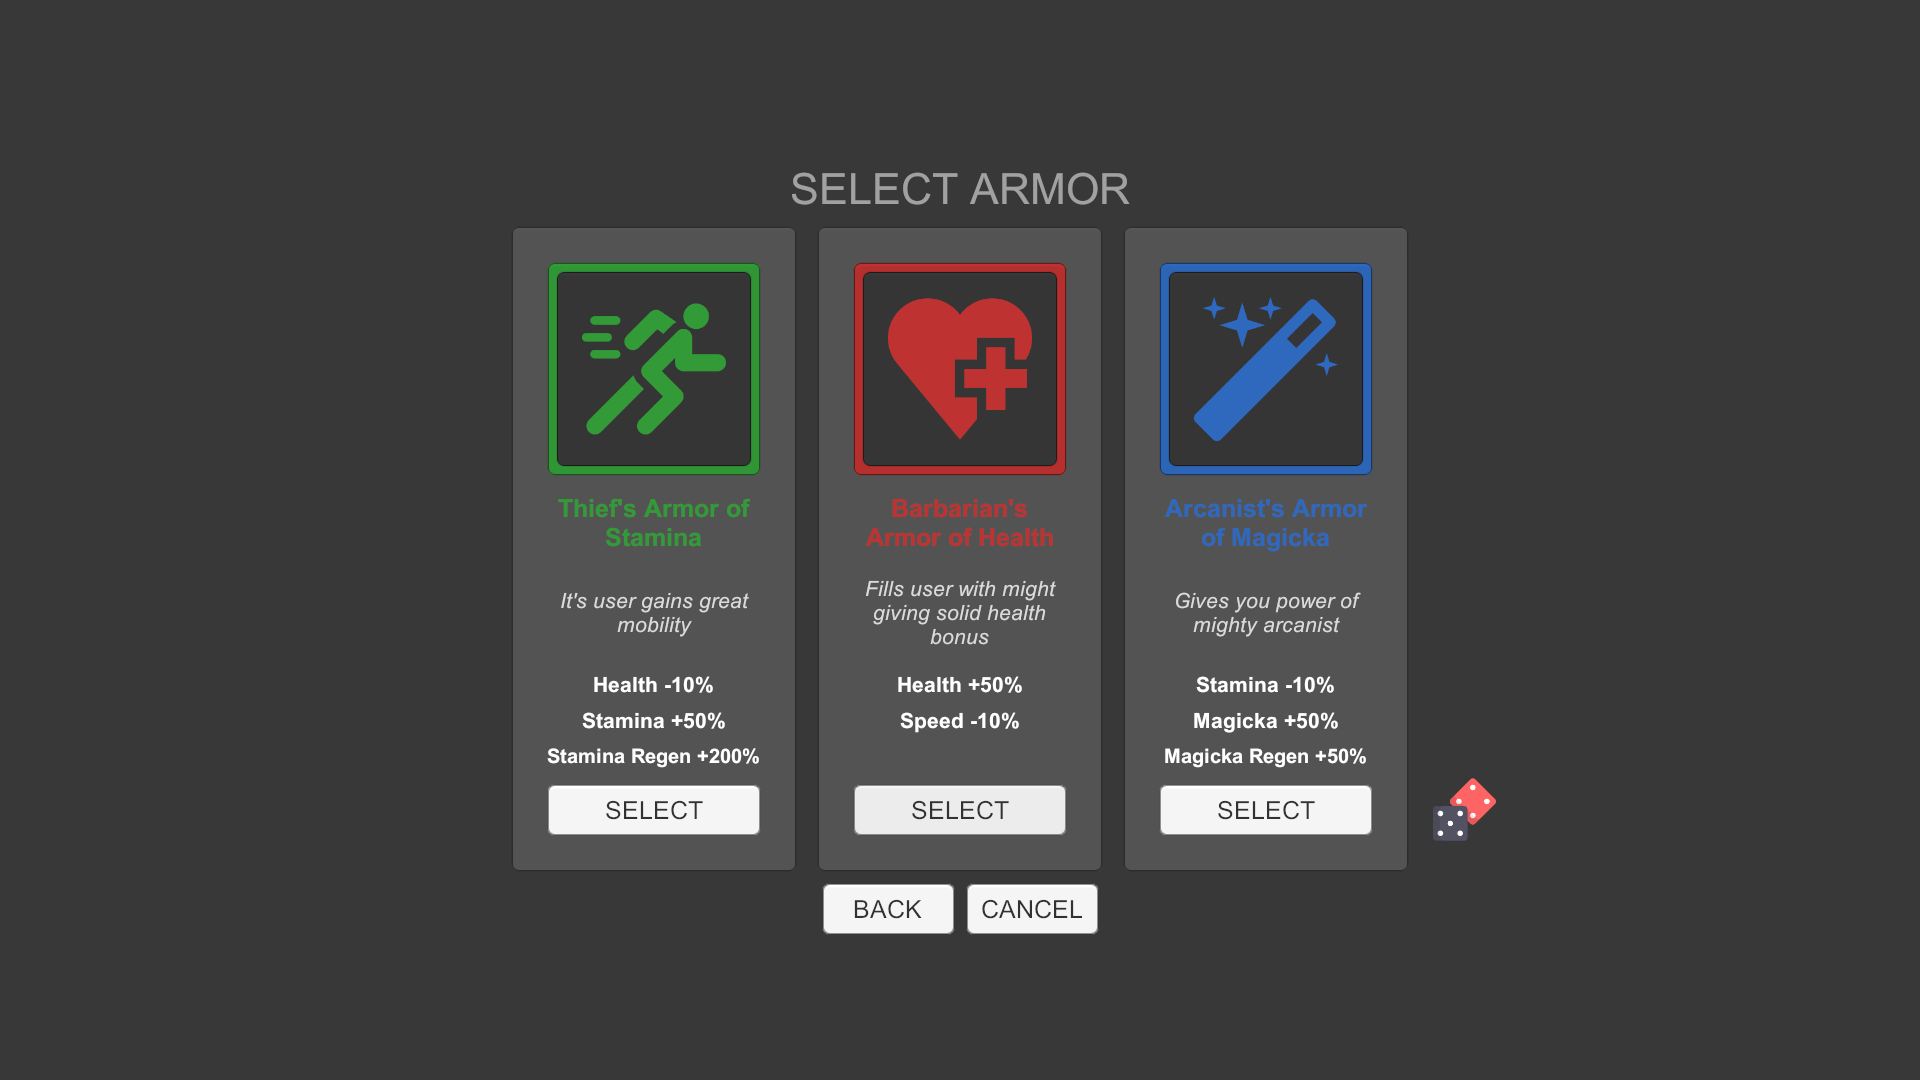 SELECT ARMOR
Thief's Armor of
Stamina
It's user gains great
mobility
Health -10%
Stamina +50%
Stamina Regen +200%
SELECT
Barbarian's
Armor of Health
Fills user with might
giving solid health
bonus
Health +50%
Speed -10%
SELECT
Arcanist's Armor
of Magicka
Gives you power of
mighty arcanist
Stamina -10%
Magicka +50%
Magicka Regen +50%
SELECT
BACK
CANCEL